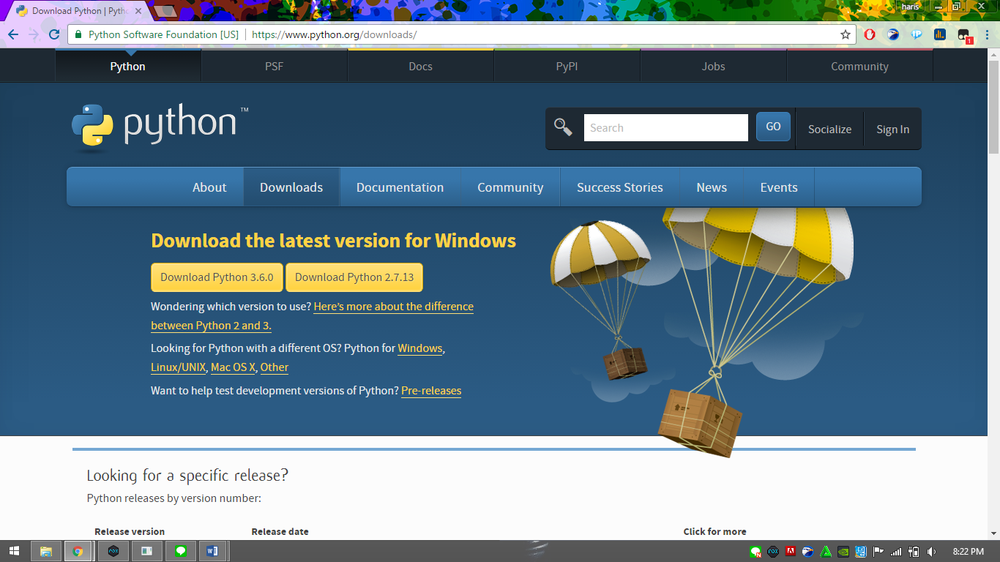 Download Python | Pyth
haris
Python Software Foundation [US] https://www.python.org/downloads/
1
Python PSF Docs PyPI Jobs Community
python™
Search GO Socialize Sign In
About Downloads Documentation Community Success Stories News Events
Download the latest version for Windows
Download Python 3.6.0 Download Python 2.7.13
Wondering which version to use? Here's more about the difference
between Python 2 and 3.
Looking for Python with a different OS? Python for Windows,
Linux/UNIX, Mac OS X, Other
Want to help test development versions of Python? Pre-releases
Looking for a specific release?
Python releases by version number:
Release version Release date Click for more
8:22 PM